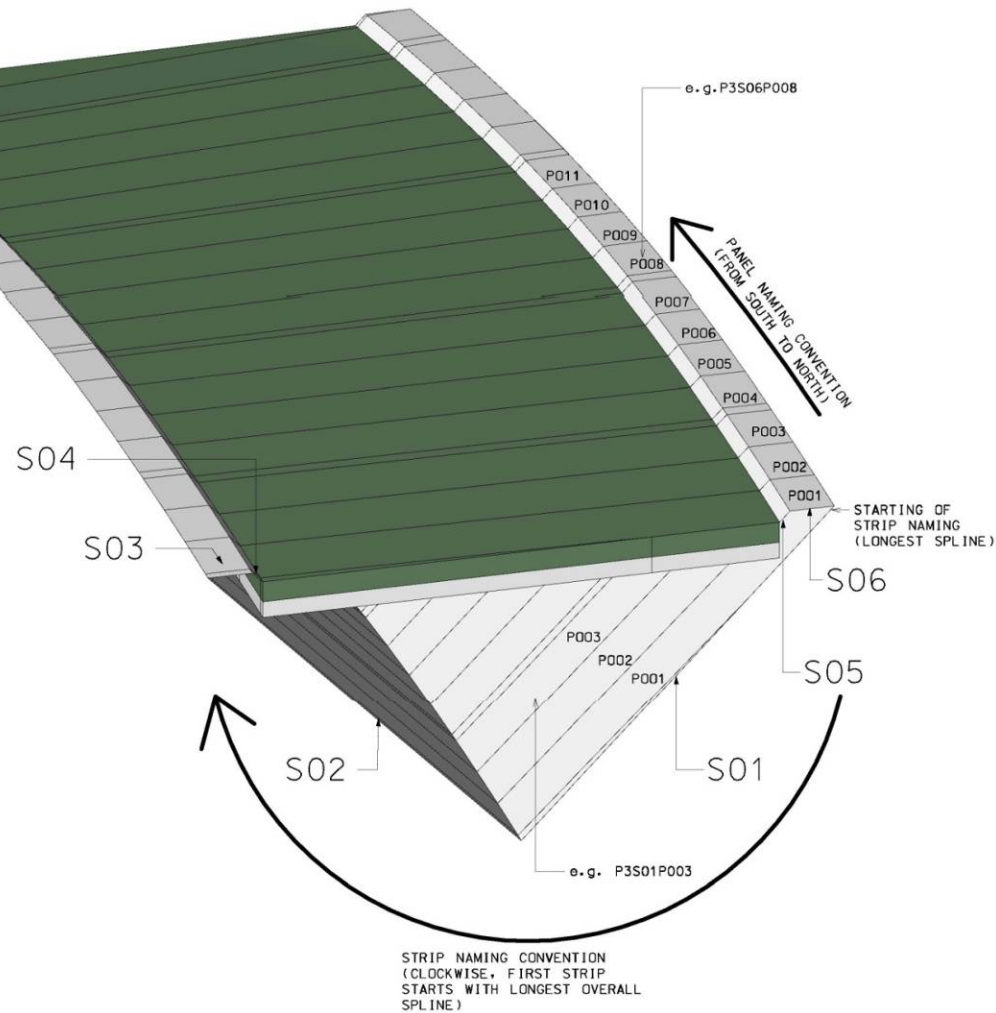 e.g.P3S06P008
P011
P010
P009
P008
P007
P006
P005
P004
P003
P002
P001
PANEL NAMING CONVENTION
(FROM SOUTH TO NORTH)
STARTING OF
STRIP NAMING
(LONGEST SPLINE)
S04
S03
S06
S05
P003
P002
P001
S02
S01
e.g. P3S01P003
STRIP NAMING CONVENTION
(CLOCKWISE, FIRST STRIP
STARTS WITH LONGEST OVERALL
SPLINE)